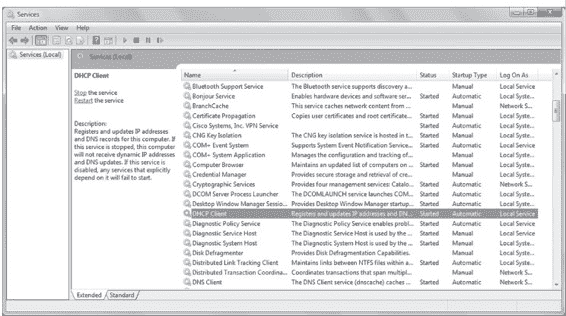 Services
File Action View Help
Services (Local)
Services (Local)
DHCP Client
Stop the service
Restart the service
Description:
Registers and updates IP addresses
and DNS records for this computer. If
this service is stopped, this computer
will not receive dynamic IP addresses
and DNS updates. If this service is
disabled, any services that explicitly
depend on it will fail to start.
Name Description Status Startup Type Log On As
Bluetooth Support Service The Bluetooth service supports discovery a... Manual Local Service
Bonjour Service Enables hardware devices and software ser... Started Automatic Local Syste...
BranchCache This service caches network content from ... Manual Network S...
Certificate Propagation Copies user certificates and root certificate... Started Manual Local Syste...
Cisco Systems, Inc. VPN Service Started Automatic Local Syste...
CNG Key Isolation The CNG key isolation service is hosted in t... Started Manual Local Syste...
COM+ Event System Supports System Event Notification Service... Started Automatic Local Service
COM+ System Application Manages the configuration and tracking of... Manual Local Syste...
Computer Browser Maintains an updated list of computers on ... Started Manual Local Syste...
Credential Manager Provides secure storage and retrieval of cre... Manual Local Syste...
Cryptographic Services Provides four management services: Catalo... Started Automatic Network S...
DCOM Server Process Launcher The DCOMLAUNCH service launches COM... Started Automatic Local Syste...
Desktop Window Manager Sessio... Provides Desktop Window Manager startup... Started Automatic Local Syste...
DHCP Client Registers and updates IP addresses and DN... Started Automatic Local Service
Diagnostic Policy Service The Diagnostic Policy Service enables probl... Started Automatic Local Service
Diagnostic Service Host The Diagnostic Service Host is used by the ... Started Manual Local Service
Diagnostic System Host The Diagnostic System Host is used by the ... Started Manual Local Syste...
Disk Defragmenter Provides Disk Defragmentation Capabilities. Manual Local Syste...
Distributed Link Tracking Client Maintains links between NTFS files within a... Started Automatic Local Syste...
Distributed Transaction Coordina... Coordinates transactions that span multipl... Manual Network S...
DNS Client The DNS Client service (dnscache) caches ... Started Automatic Network S...
Extended Standard